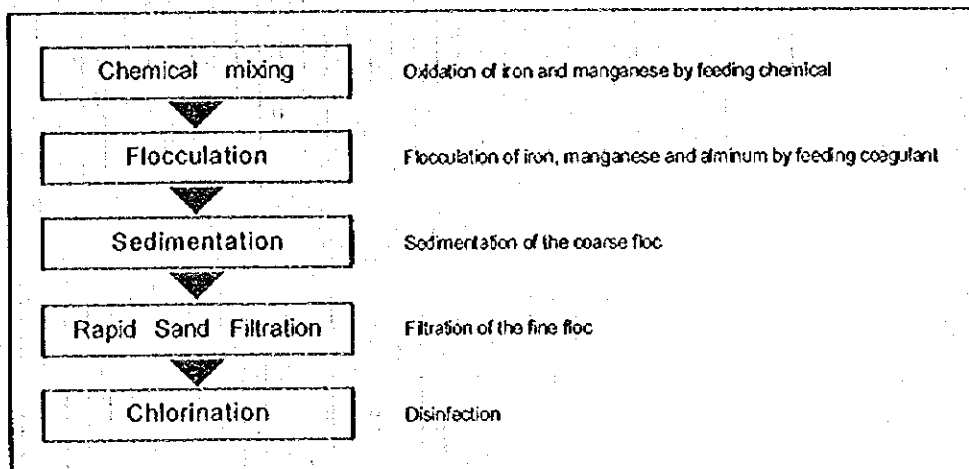 Chemical mixing
Oxidation of iron and manganese by feeding chemical
Flocculation
Flocculation of iron, manganese and alminum by feeding coagulant
Sedimentation
Sedimentation of the coarse floc
Rapid Sand Filtration
Filtration of the fine floc
Chlorination
Disinfection